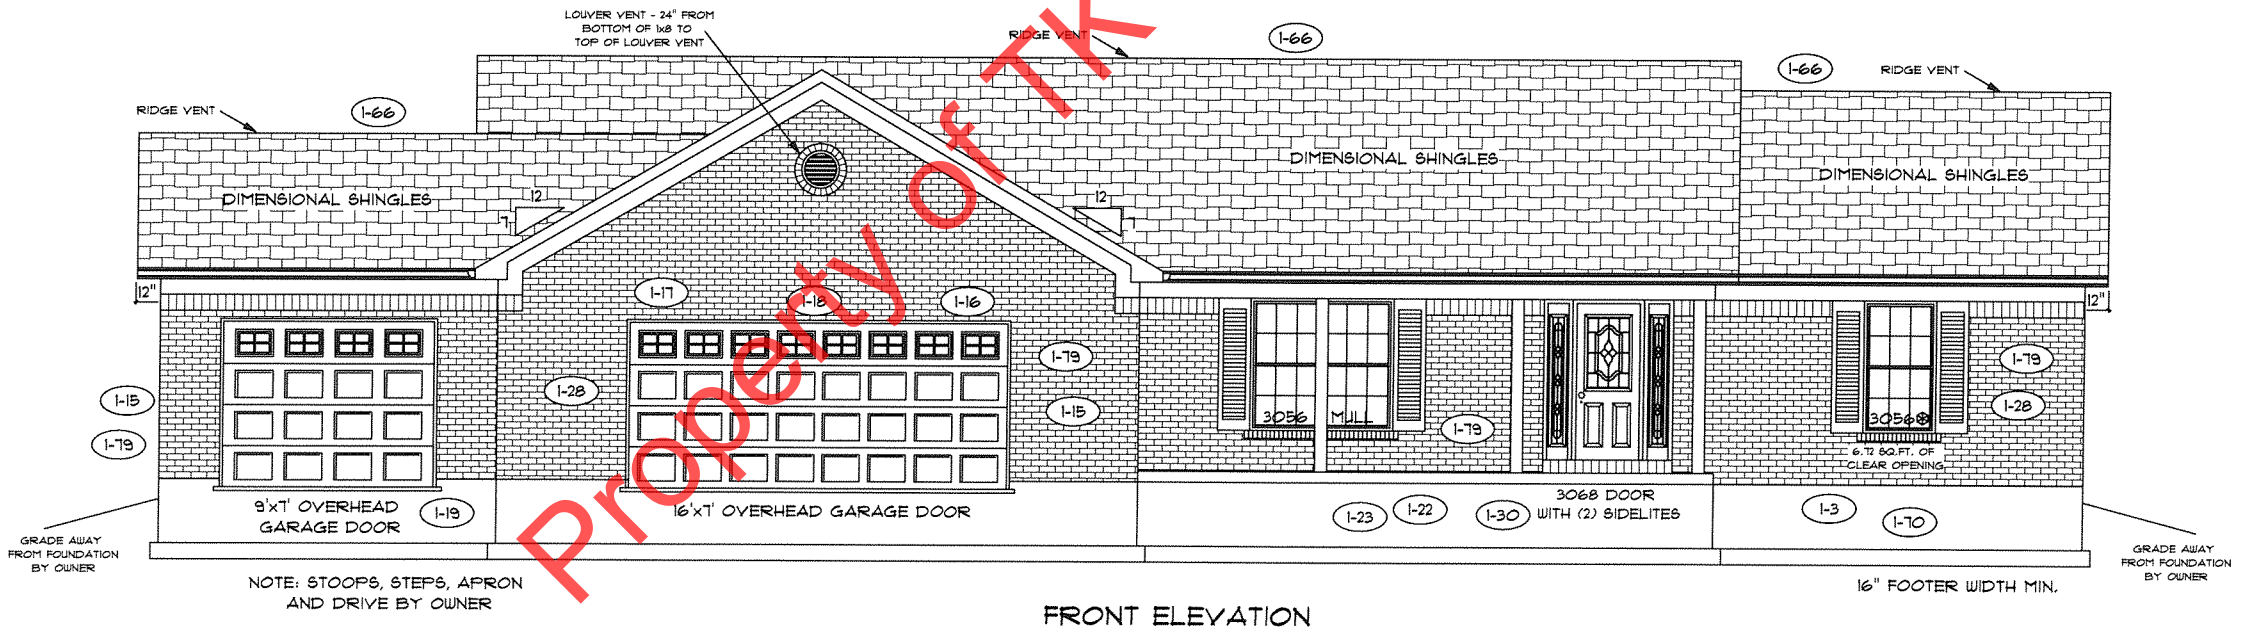 LOUVER VENT - 24" FROM
BOTTOM OF 1x8 TO
TOP OF LOUVER VENT
RIDGE VENT
1-66
1-66
RIDGE VENT
RIDGE VENT
1-66
DIMENSIONAL SHINGLES
DIMENSIONAL SHINGLES
DIMENSIONAL SHINGLES
12
7
12
7
12"
12"
1-17
1-18
1-16
1-79
1-15
1-28
1-15
1-79
1-79
1-28
3056 MULL
1-79
3056
6.72 SQ.FT. OF
CLEAR OPENING
9'x7' OVERHEAD
GARAGE DOOR
1-19
16'x7' OVERHEAD GARAGE DOOR
1-23
1-22
1-30
3068 DOOR
WITH (2) SIDELITES
1-3
1-70
GRADE AWAY
FROM FOUNDATION
BY OWNER
GRADE AWAY
FROM FOUNDATION
BY OWNER
NOTE: STOOPS, STEPS, APRON
AND DRIVE BY OWNER
16" FOOTER WIDTH MIN.
FRONT ELEVATION
Property of TK